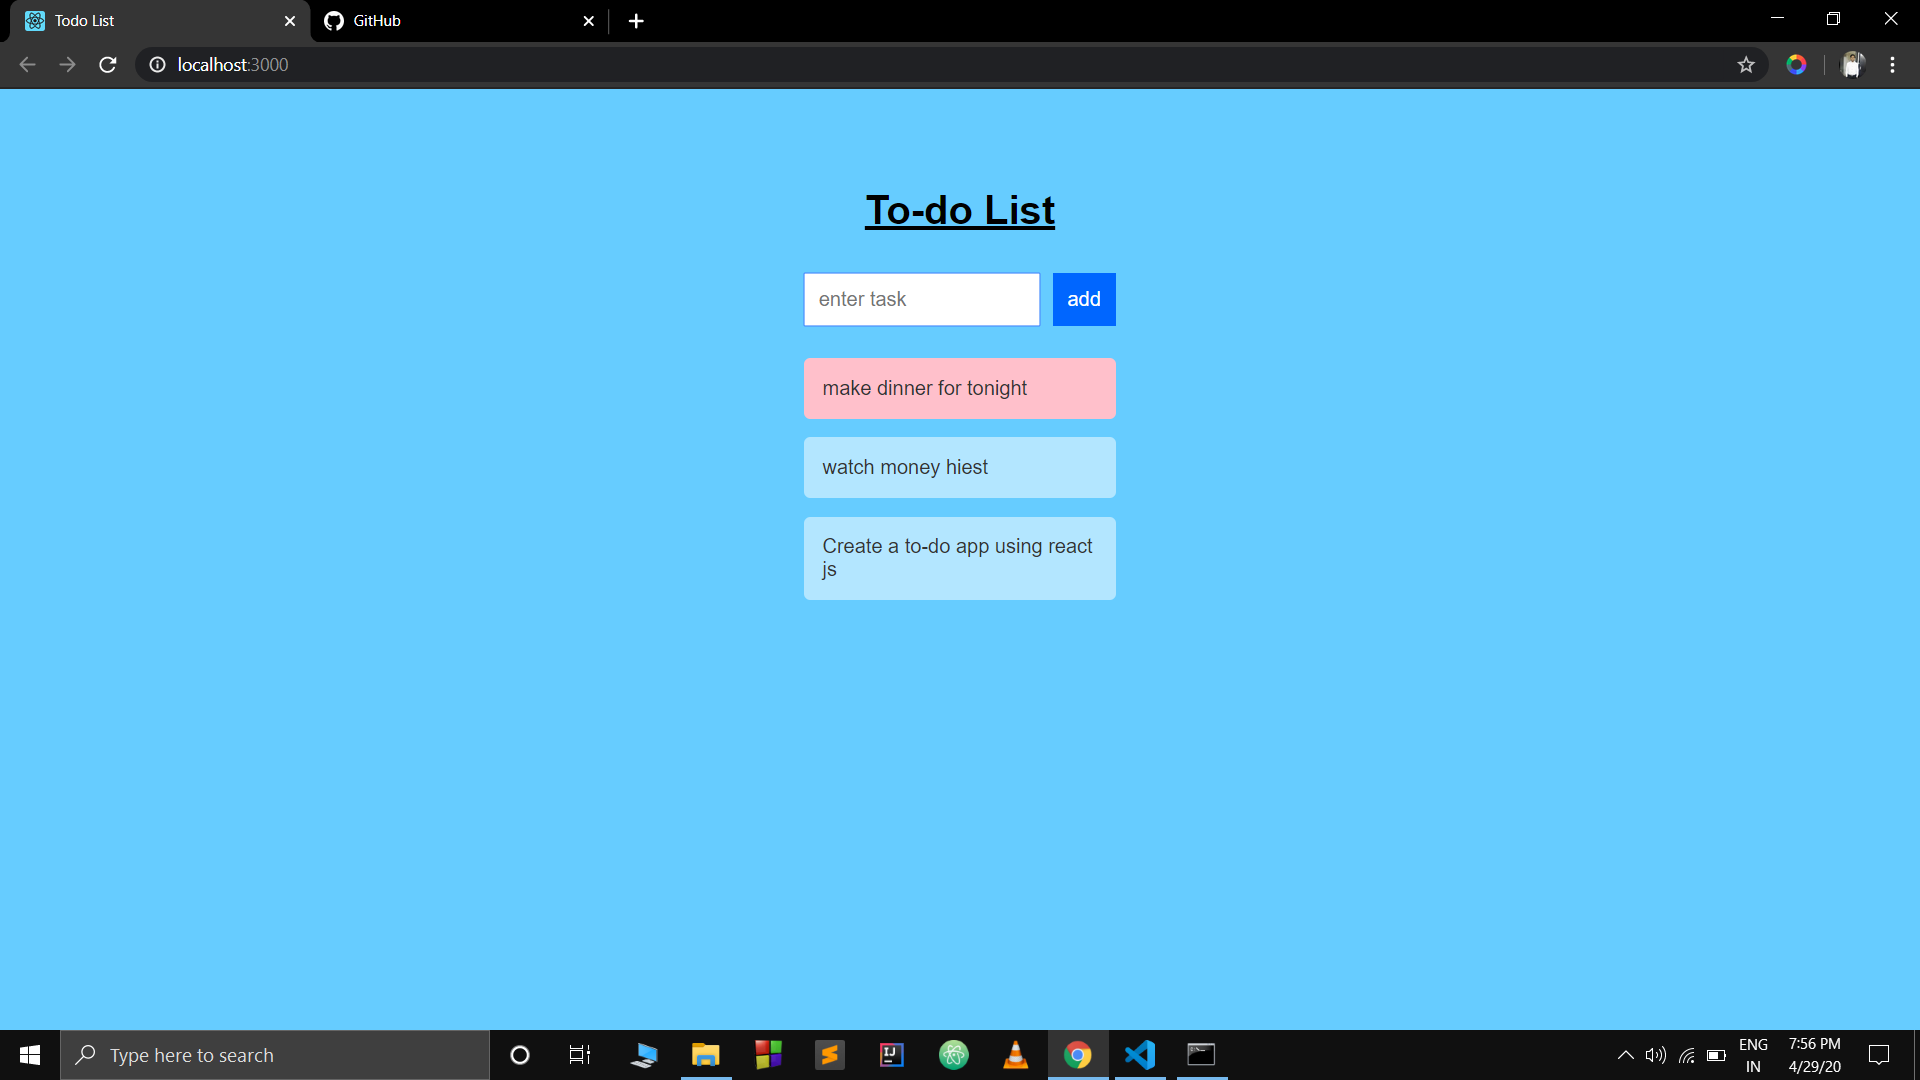 Todo List
GitHub
localhost:3000
To-do List
enter task
add
make dinner for tonight
watch money hiest
Create a to-do app using react
js
Type here to search
ENG
IN
7:56 PM
4/29/20